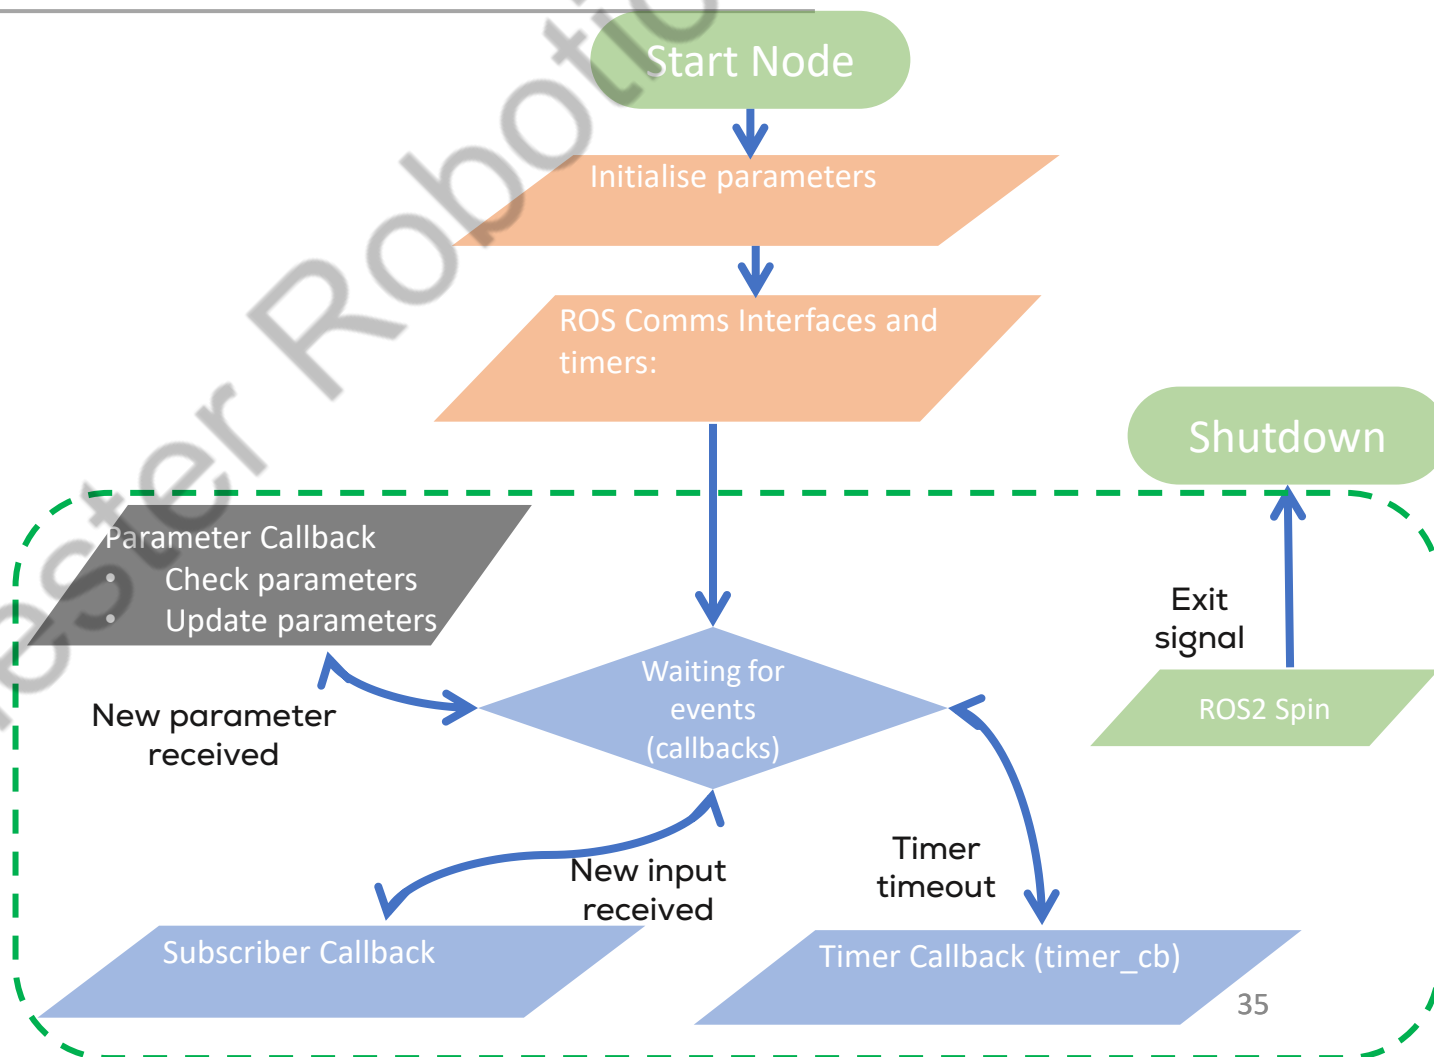 Start Node
Initialise parameters
ROS Comms Interfaces and
timers:
Shutdown
Parameter Callback
• Check parameters
• Update parameters
Exit
signal
Waiting for
events
(callbacks)
ROS2 Spin
New parameter
received
Timer
timeout
New input
received
Subscriber Callback
Timer Callback (timer_cb)
35